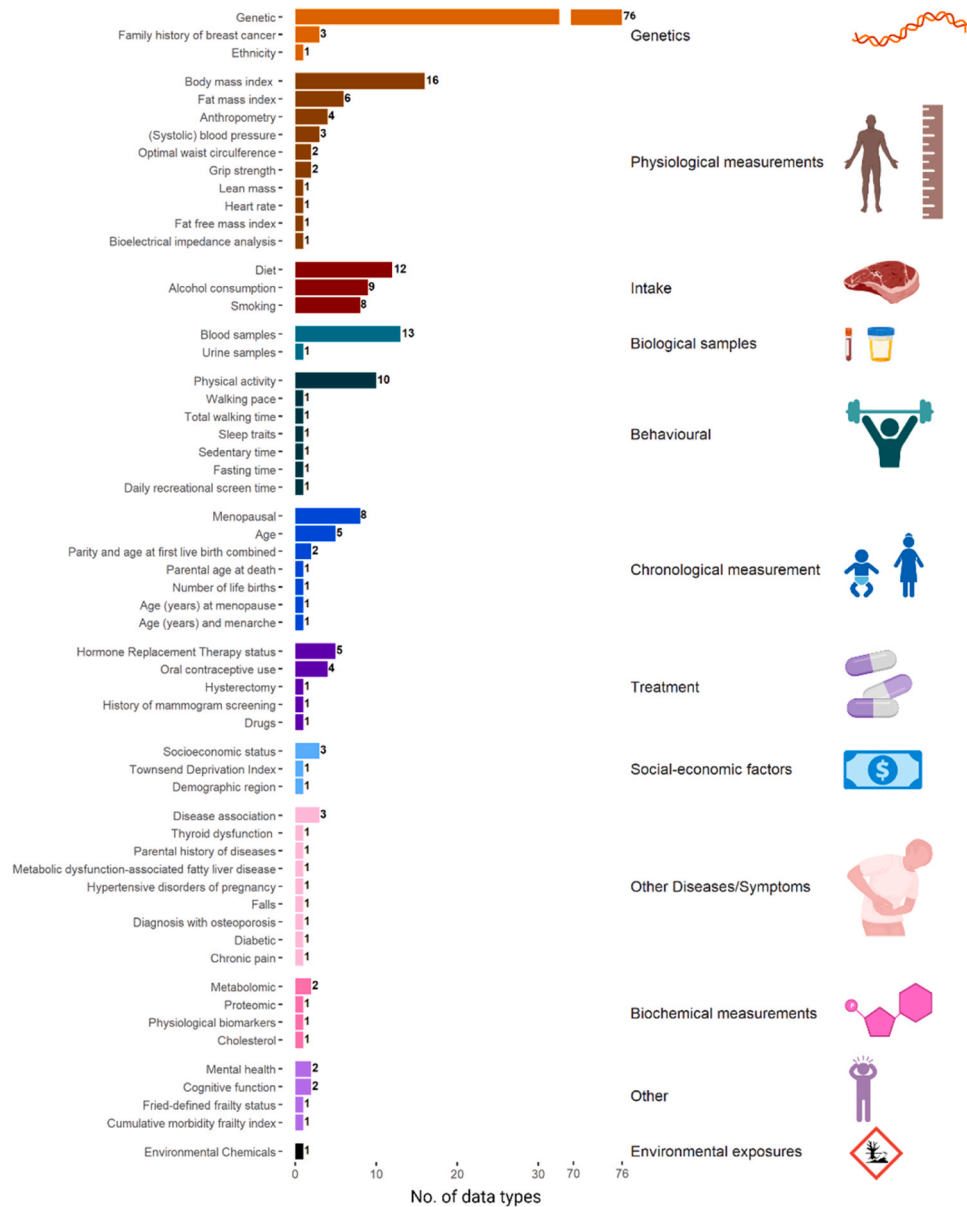 Genetic 76
Family history of breast cancer 3
Ethnicity 1
Genetics
Body mass index 16
Fat mass index 6
Anthropometry 4
(Systolic) blood pressure 3
Optimal waist circulference 2
Grip strength 2
Lean mass 1
Heart rate 1
Fat free mass index 1
Bioelectrical impedance analysis 1
Physiological measurements
Diet 12
Alcohol consumption 9
Smoking 8
Intake
Blood samples 13
Urine samples 1
Biological samples
Physical activity 10
Walking pace 1
Total walking time 1
Sleep traits 1
Sedentary time 1
Fasting time 1
Daily recreational screen time 1
Behavioural
Menopausal 8
Age 5
Parity and age at first live birth combined 2
Parental age at death 1
Number of life births 1
Age (years) at menopause 1
Age (years) and menarche 1
Chronological measurement
Hormone Replacement Therapy status 5
Oral contraceptive use 4
Hysterectomy 1
History of mammogram screening 1
Drugs 1
Treatment
Socioeconomic status 3
Townsend Deprivation Index 1
Demographic region 1
Social-economic factors
$
Disease association 3
Thyroid dysfunction 1
Parental history of diseases 1
Metabolic dysfunction-associated fatty liver disease 1
Hypertensive disorders of pregnancy 1
Falls 1
Diagnosis with osteoporosis 1
Diabetic 1
Chronic pain 1
Other Diseases/Symptoms
Metabolomic 2
Proteomic 1
Physiological biomarkers 1
Cholesterol 1
Biochemical measurements
P
Mental health 2
Cognitive function 2
Fried-defined frailty status 1
Cumulative morbidity frailty index 1
Other
Environmental Chemicals 1
Environmental exposures
0 10 20 30 70 76
No. of data types